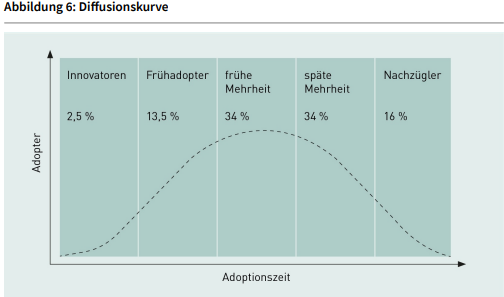 Abbildung 6: Diffusionskurve
Innovatoren
2,5 %
Frühadopter
13,5 %
frühe
Mehrheit
34 %
späte
Mehrheit
34 %
Nachzügler
16 %
Adopter
Adoptionszeit